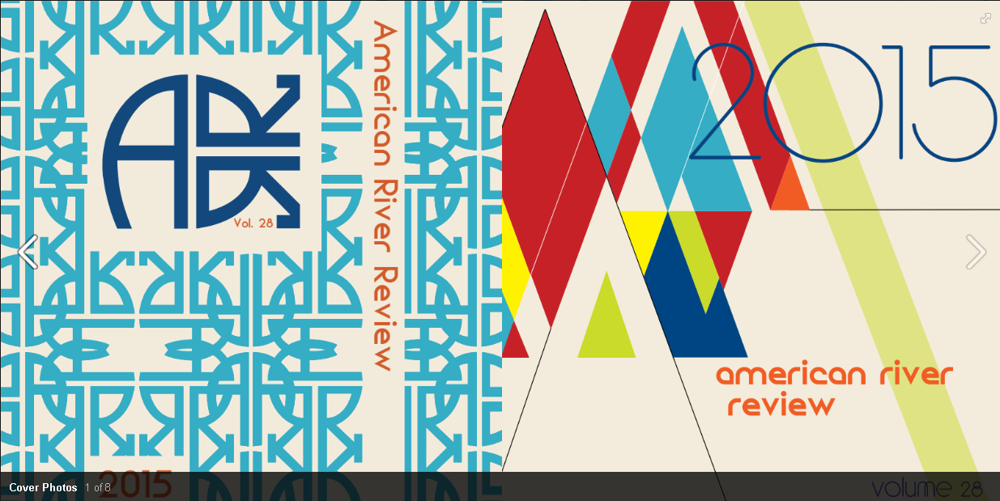 ARR
Vol. 28
American River Review
2015
2015
american river
review
volume 28
Cover Photos 1 of 8